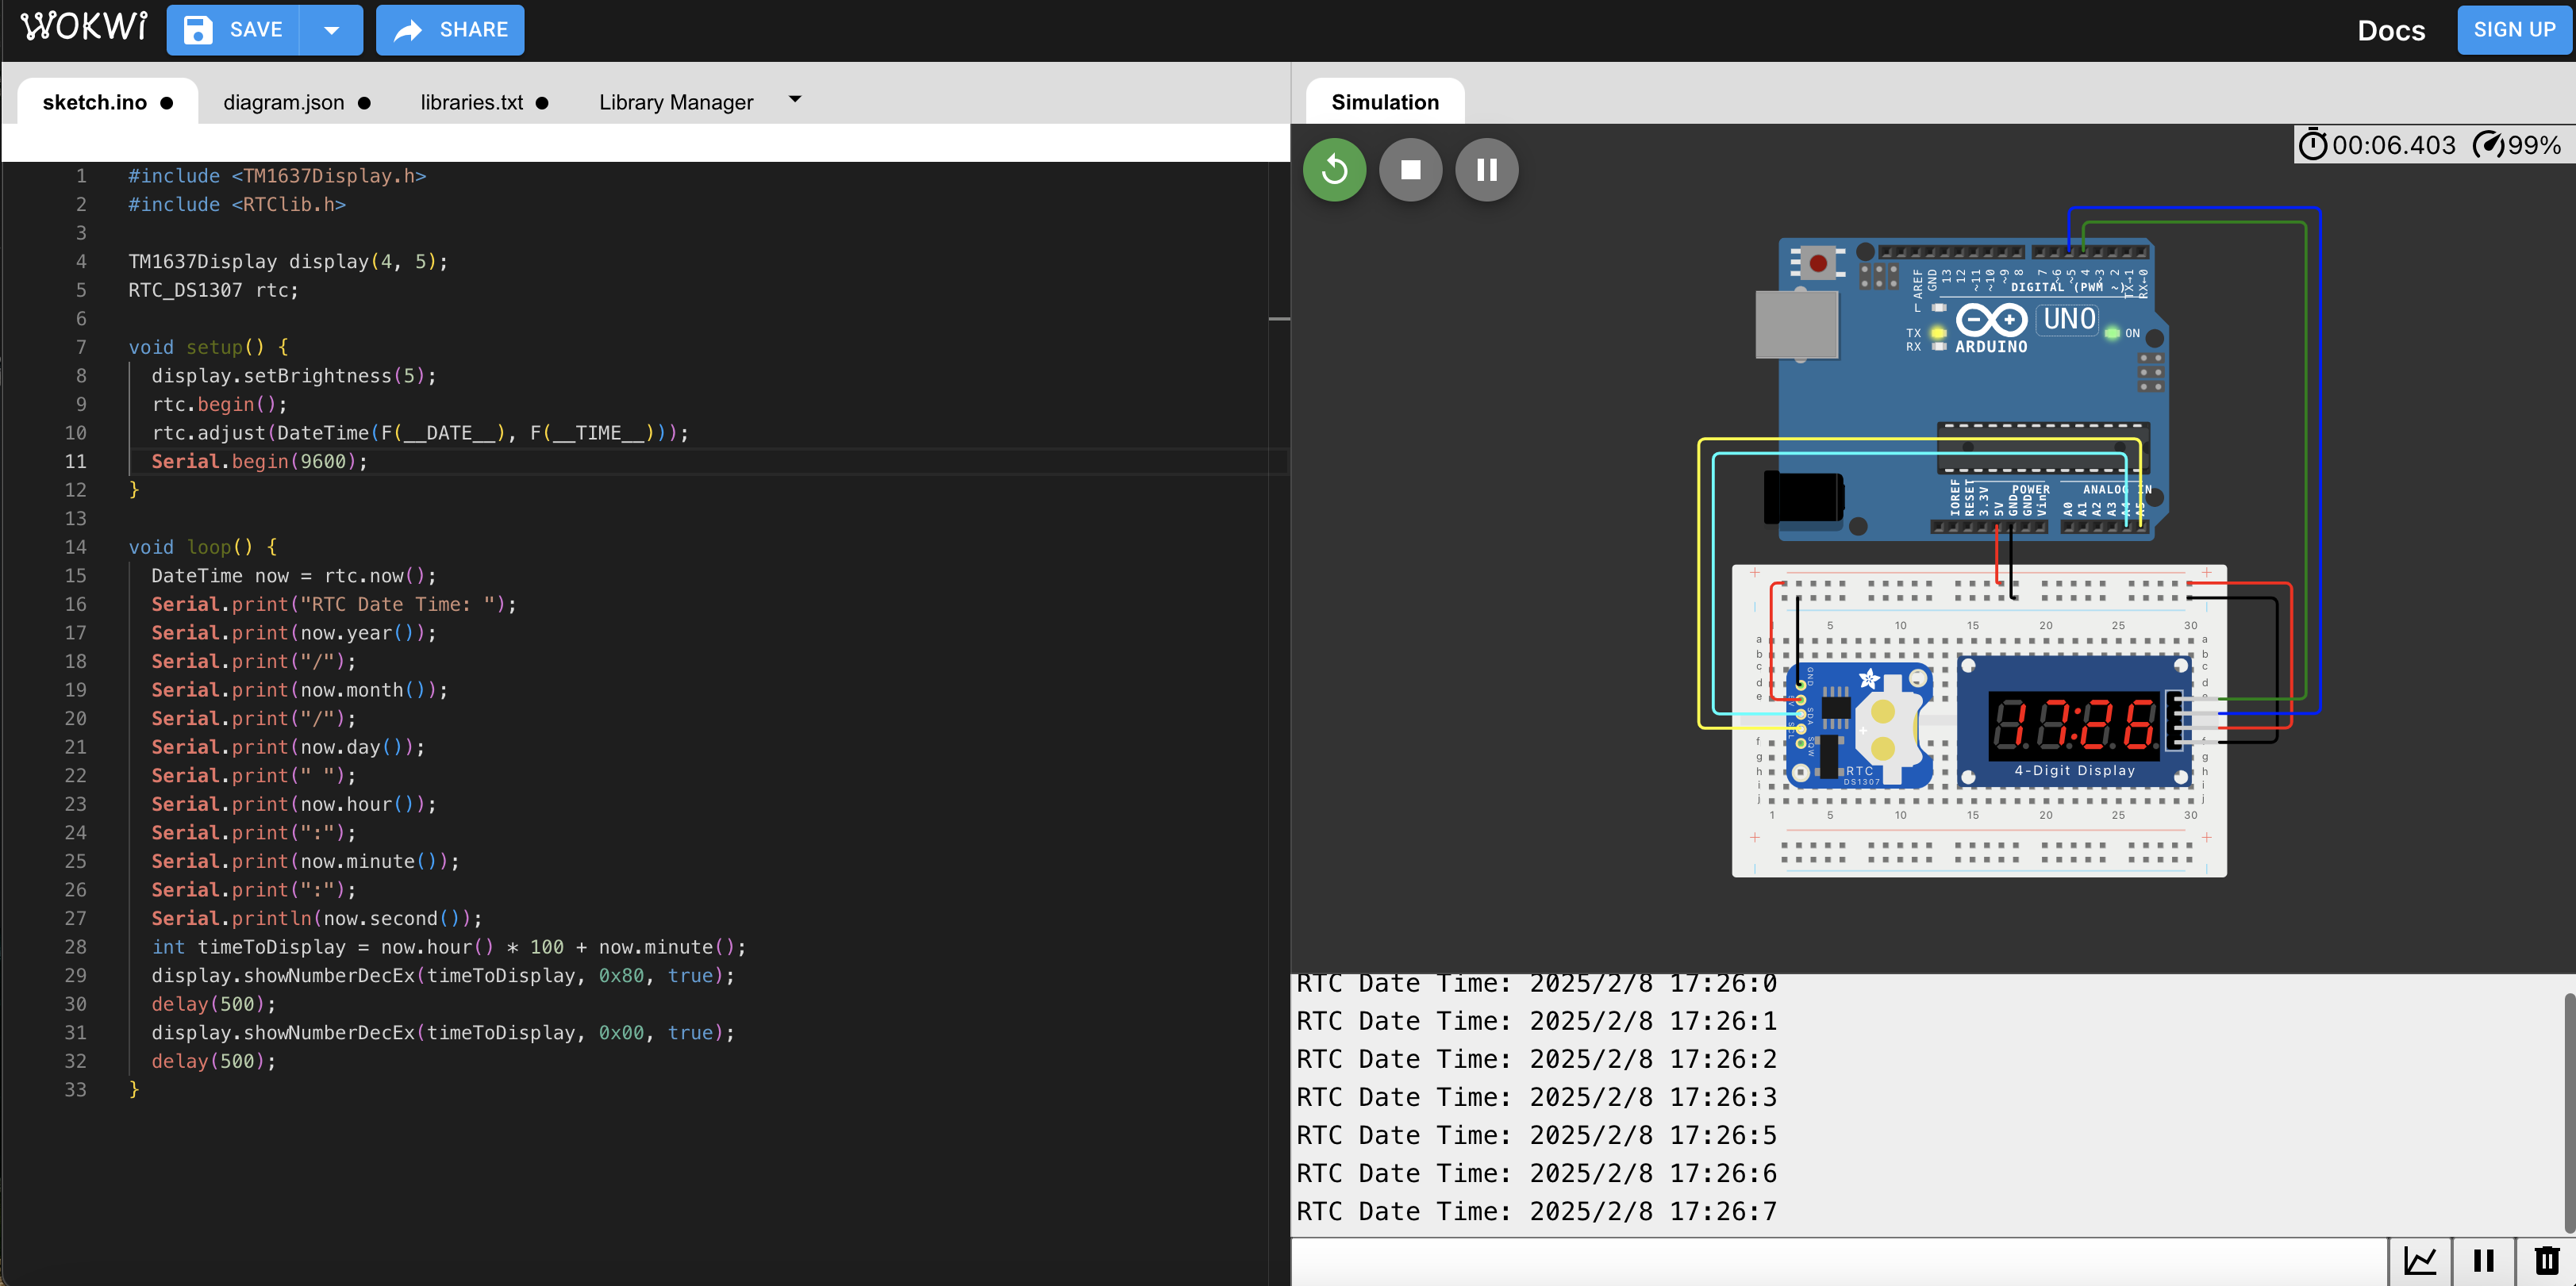 WOKWi SAVE SHARE Docs SIGN UP
sketch.ino diagram.json libraries.txt Library Manager
1 #include <TM1637Display.h>
2 #include <RTClib.h>
3
4 TM1637Display display(4, 5);
5 RTC_DS1307 rtc;
6
7 void setup() {
8 display.setBrightness(5);
9 rtc.begin();
10 rtc.adjust(DateTime(F(__DATE__), F(__TIME__)));
11 Serial.begin(9600);
12 }
13
14 void loop() {
15 DateTime now = rtc.now();
16 Serial.print("RTC Date Time: ");
17 Serial.print(now.year());
18 Serial.print("/");
19 Serial.print(now.month());
20 Serial.print("/");
21 Serial.print(now.day());
22 Serial.print(" ");
23 Serial.print(now.hour());
24 Serial.print(":");
25 Serial.print(now.minute());
26 Serial.print(":");
27 Serial.println(now.second());
28 int timeToDisplay = now.hour() * 100 + now.minute();
29 display.showNumberDecEx(timeToDisplay, 0x80, true);
30 delay(500);
31 display.showNumberDecEx(timeToDisplay, 0x00, true);
32 delay(500);
33 }
Simulation
00:06.403 99%
AREF GND 13 12 ~11 ~10 ~9 8 7 ~6 ~5 4 ~3 2 TX→1 RX←0
DIGITAL (PWM ~)
L
TX
RX
UNO
ON
ARDUINO
IOREF RESET 3.3V 5V GND GND Vin
POWER
ANALOG IN
A0 A1 A2 A3
5 10 15 20 25 30
a a
b b
c c
d d
e
GND
SDA
SQW
17:26
f
g g
h h
i i
j j
RTC
DS1307
4-Digit Display
1 5 10 15 20 25 30
RTC Date Time: 2025/2/8 17:26:0
RTC Date Time: 2025/2/8 17:26:1
RTC Date Time: 2025/2/8 17:26:2
RTC Date Time: 2025/2/8 17:26:3
RTC Date Time: 2025/2/8 17:26:5
RTC Date Time: 2025/2/8 17:26:6
RTC Date Time: 2025/2/8 17:26:7